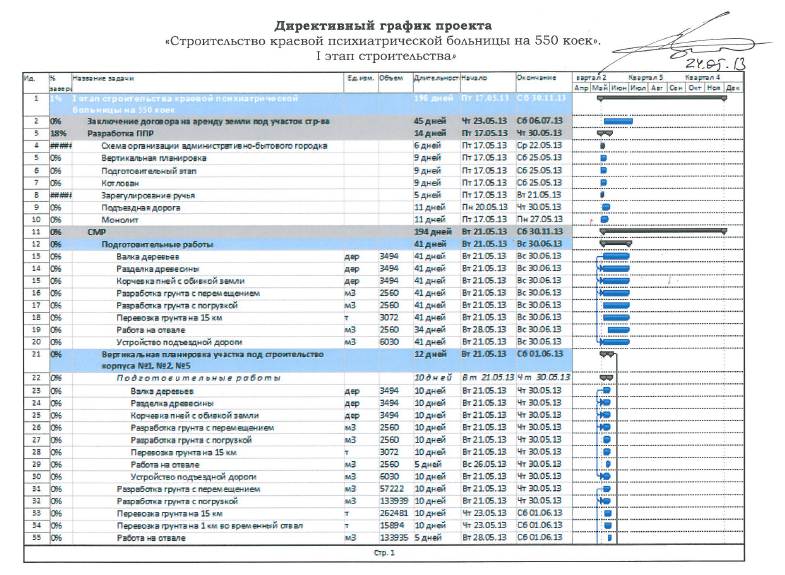 Директивный график проекта
«Строительство краевой психиатрической больницы на 550 коек».
I этап строительства»
24.05.13
Ид. % завер Название задачи Ед.изм. Объем Длительност Начало Окончание вартал 2 Квартал 3 Квартал 4
Апр Май Июн Июл Авг Сен Окт Ноя Дек
1 1% I этап строительства краевой психиатрической больницы на 550 коек 198 дней Пт 17.05.13 Сб 30.11.13
2 0% Заключение договора на аренду земли под участок стр-ва 45 дней Чт 23.05.13 Сб 06.07.13
3 18% Разработка ППР 14 дней Пт 17.05.13 Чт 30.05.13
4 ##### Схема организации административно-бытового городка 6 дней Пт 17.05.13 Ср 22.05.13
5 0% Вертикальная планировка 9 дней Пт 17.05.13 Сб 25.05.13
6 0% Подготовительный этап 9 дней Пт 17.05.13 Сб 25.05.13
7 0% Котлован 9 дней Пт 17.05.13 Сб 25.05.13
8 ##### Зарегулирование ручья 5 дней Пт 17.05.13 Вт 21.05.13
9 0% Подъездная дорога 11 дней Пн 20.05.13 Чт 30.05.13
10 0% Монолит 11 дней Пт 17.05.13 Пн 27.05.13
11 0% СМР 194 дней Вт 21.05.13 Сб 30.11.13
12 0% Подготовительные работы 41 дней Вт 21.05.13 Вс 30.06.13
13 0% Валка деревьев дер 3494 41 дней Вт 21.05.13 Вс 30.06.13
14 0% Разделка древесины дер 3494 41 дней Вт 21.05.13 Вс 30.06.13
15 0% Корчевка пней с обивкой земли дер 3494 41 дней Вт 21.05.13 Вс 30.06.13
16 0% Разработка грунта с перемещением м3 2560 41 дней Вт 21.05.13 Вс 30.06.13
17 0% Разработка грунта с погрузкой м3 2560 41 дней Вт 21.05.13 Вс 30.06.13
18 0% Перевозка грунта на 15 км т 3072 41 дней Вт 21.05.13 Вс 30.06.13
19 0% Работа на отвале м3 2560 34 дней Вт 28.05.13 Вс 30.06.13
20 0% Устройство подъездной дороги м3 6030 41 дней Вт 21.05.13 Вс 30.06.13
21 0% Вертикальная планировка участка под строительство корпуса №1, №2, №5 12 дней Вт 21.05.13 Сб 01.06.13
22 0% Подготовительные работы 10 дней Вт 21.05.13 Чт 30.05.13
23 0% Валка деревьев дер 3494 10 дней Вт 21.05.13 Чт 30.05.13
24 0% Разделка древесины дер 3494 10 дней Вт 21.05.13 Чт 30.05.13
25 0% Корчевка пней с обивкой земли дер 3494 10 дней Вт 21.05.13 Чт 30.05.13
26 0% Разработка грунта с перемещением м3 2560 10 дней Вт 21.05.13 Чт 30.05.13
27 0% Разработка грунта с погрузкой м3 2560 10 дней Вт 21.05.13 Чт 30.05.13
28 0% Перевозка грунта на 15 км т 3072 10 дней Вт 21.05.13 Чт 30.05.13
29 0% Работа на отвале м3 2560 5 дней Вс 26.05.13 Чт 30.05.13
30 0% Устройство подъездной дороги м3 6030 10 дней Вт 21.05.13 Чт 30.05.13
31 0% Разработка грунта с перемещением м3 57222 10 дней Вт 21.05.13 Чт 30.05.13
32 0% Разработка грунта с погрузкой м3 133939 10 дней Вт 21.05.13 Чт 30.05.13
33 0% Перевозка грунта на 15 км т 262481 10 дней Чт 23.05.13 Сб 01.06.13
34 0% Перевозка грунта на 1 км во временный отвал т 15894 10 дней Чт 23.05.13 Сб 01.06.13
35 0% Работа на отвале м3 133935 5 дней Вт 28.05.13 Сб 01.06.13
Стр. 1